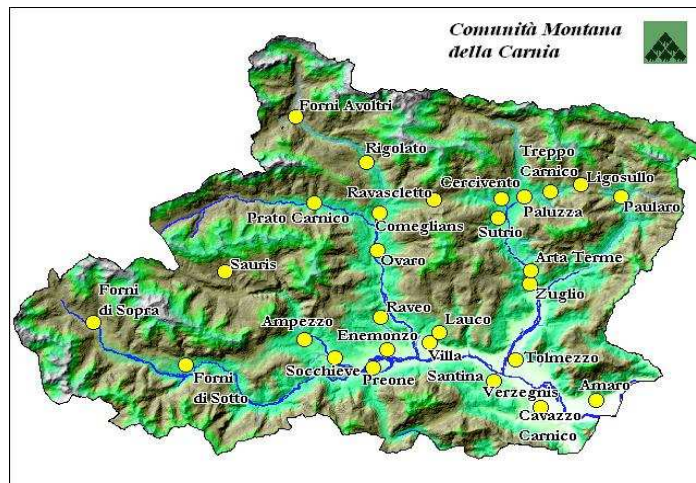 Comunità Montana
della Carnia
Forni Avoltri
Rigolato
Treppo
Carnico
Ligosullo
Cercivento
Ravascletto
Paluzza
Paularo
Prato Carnico
Comeglians
Sutrio
Ovaro
Arta Terme
Sauris
Zuglio
Forni
di Sopra
Raveo
Ampezzo
Lauco
Enemonzo
Villa
Santina
Tolmezzo
Socchieve
Preone
Forni
di Sotto
Verzegnis
Amaro
Cavazzo
Carnico